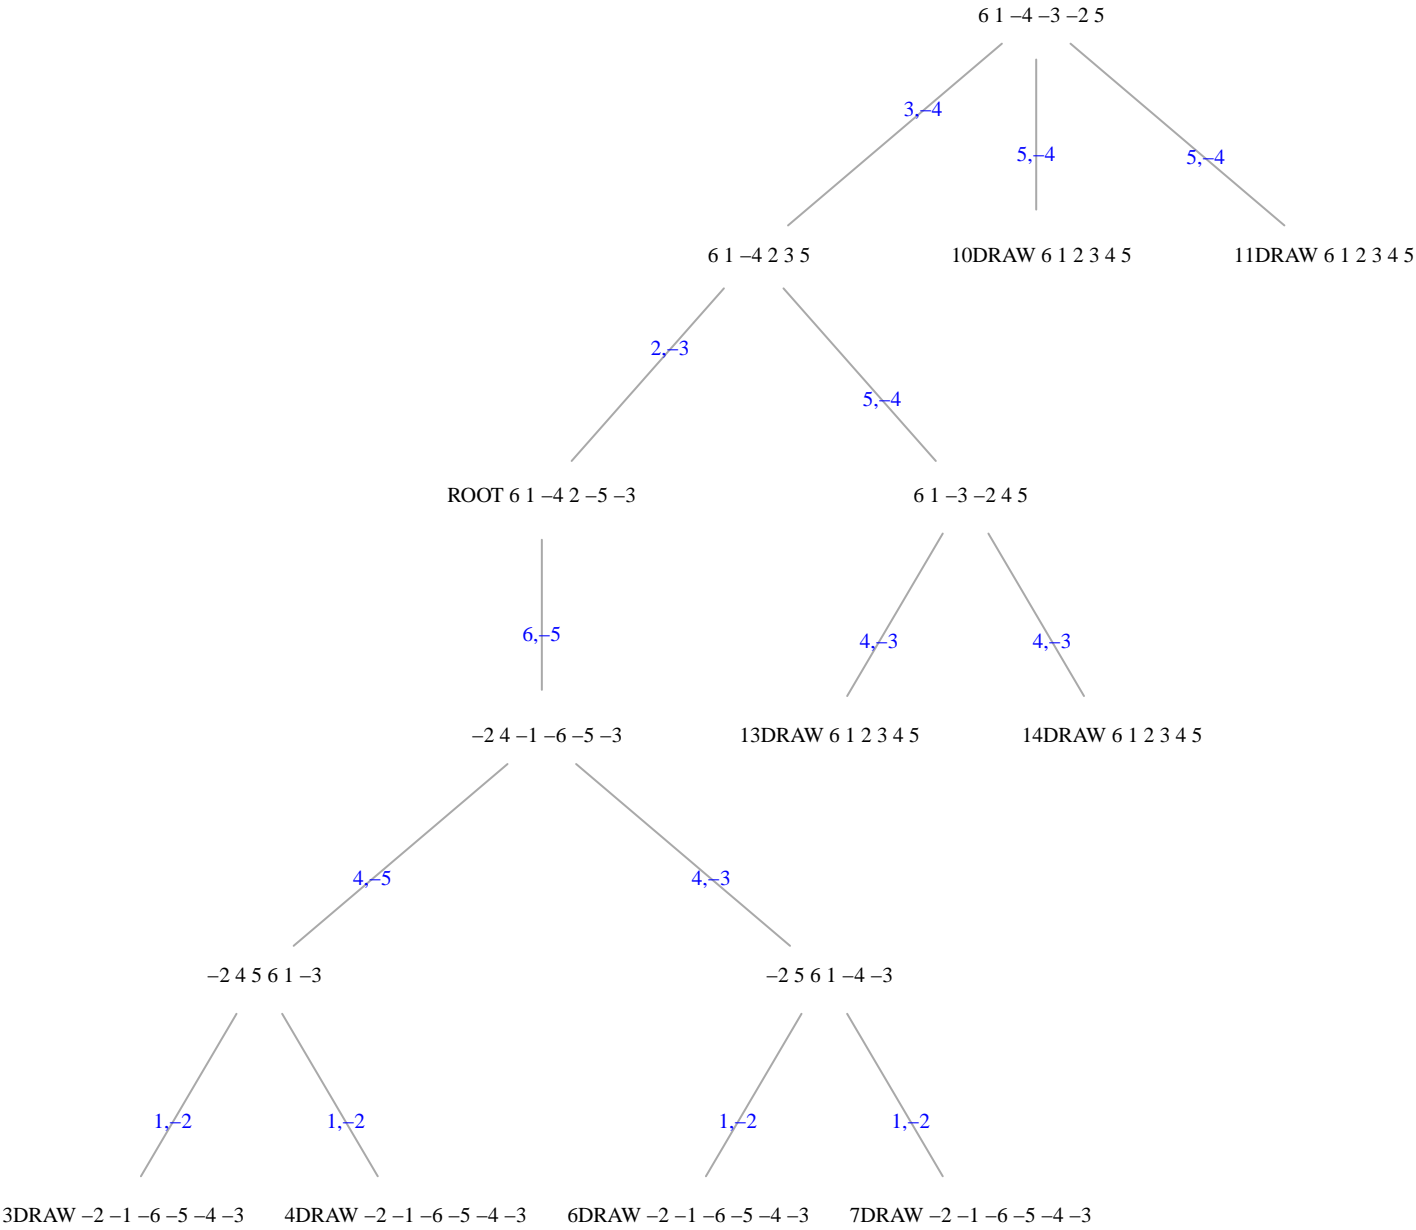 6 1 –4 –3 –2 5
3,–4
5,–4
5,–4
6 1 –4 2 3 5
10DRAW 6 1 2 3 4 5
11DRAW 6 1 2 3 4 5
2,–3
5,–4
ROOT 6 1 –4 2 –5 –3
6 1 –3 –2 4 5
6,–5
4,–3
4,–3
–2 4 –1 –6 –5 –3
13DRAW 6 1 2 3 4 5
14DRAW 6 1 2 3 4 5
4,–5
4,–3
–2 4 5 6 1 –3
–2 5 6 1 –4 –3
1,–2
1,–2
1,–2
1,–2
3DRAW –2 –1 –6 –5 –4 –3
4DRAW –2 –1 –6 –5 –4 –3
6DRAW –2 –1 –6 –5 –4 –3
7DRAW –2 –1 –6 –5 –4 –3